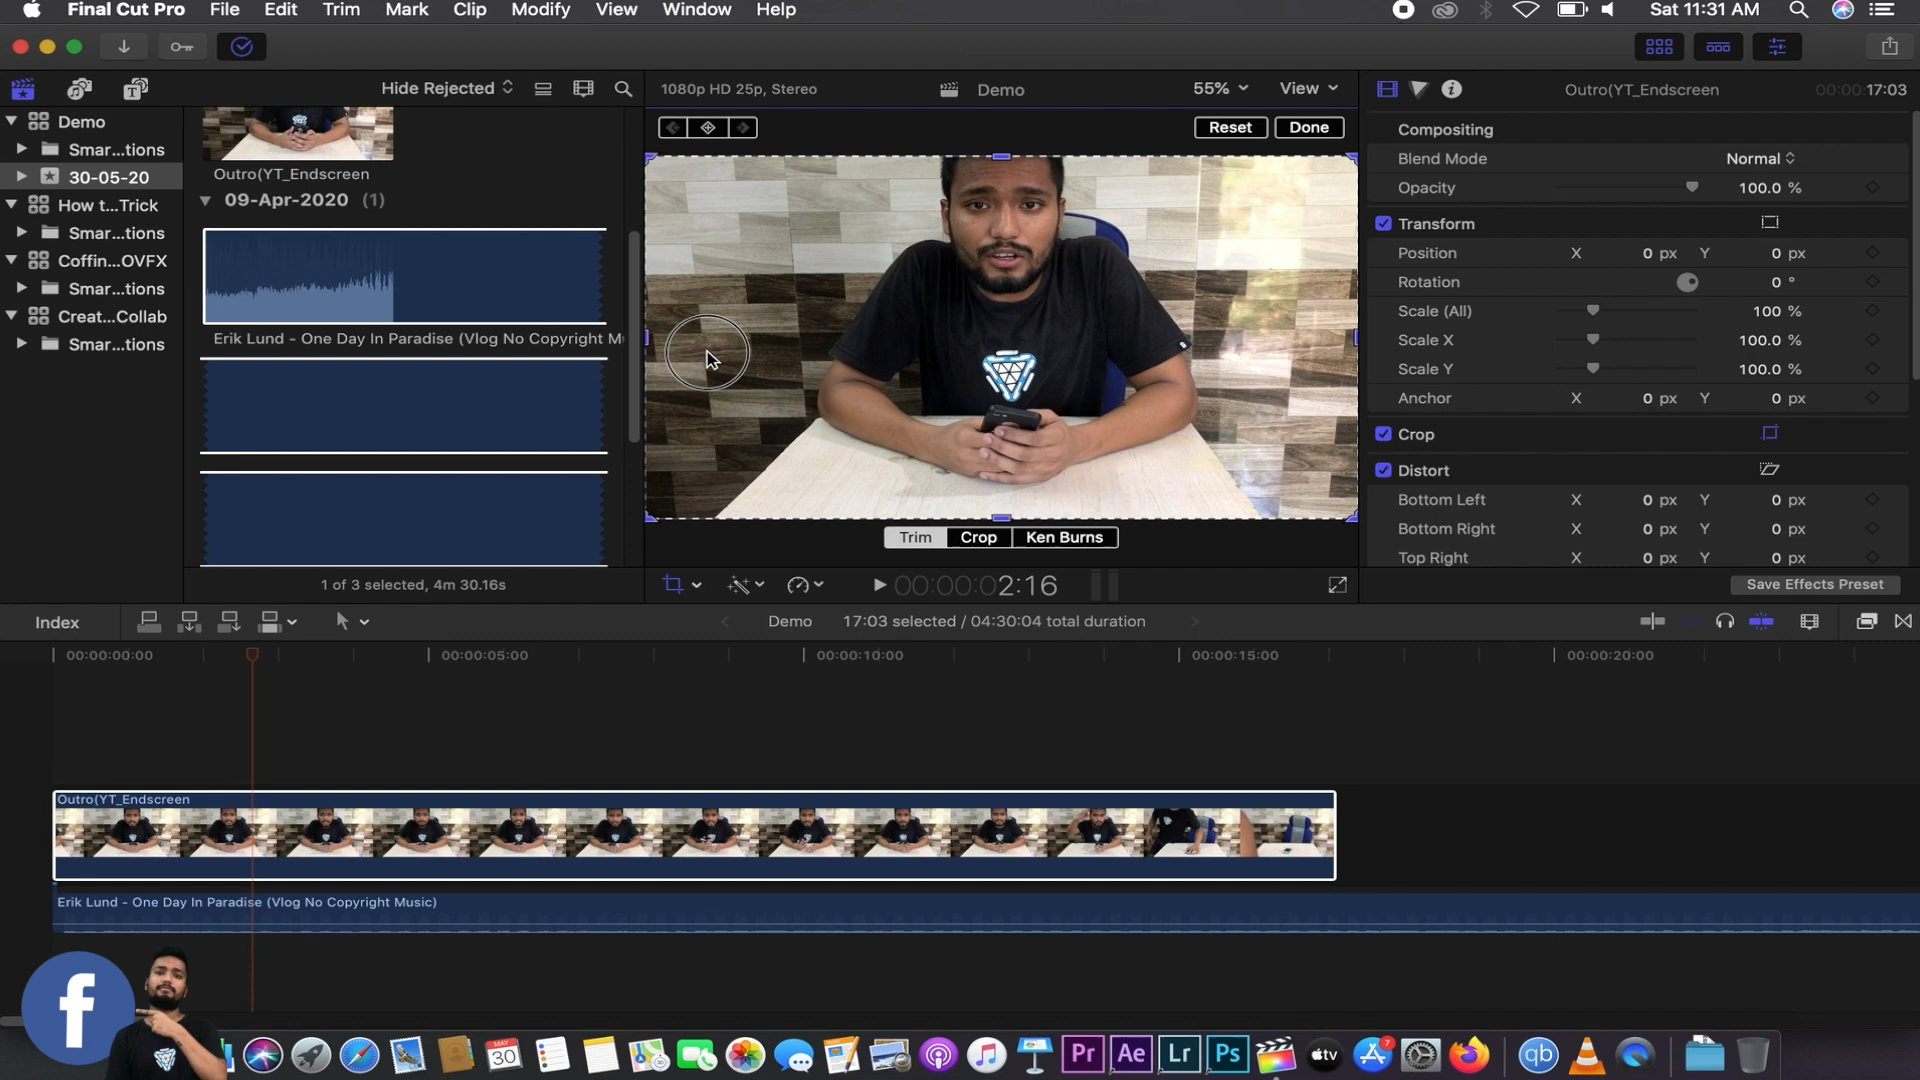 Final Cut Pro File Edit Trim Mark Clip Modify View Window Help Sat 11:31 AM
Hide Rejected 1080p HD 25p, Stereo Demo 55% View Outro(YT_Endscreen 00:00:00:17:03
Demo
Smar...tions
30-05-20
How t...Trick
Smar...tions
Coffin...OVFX
Smar...tions
Creat...Collab
Smar...tions
Outro(YT_Endscreen
09-Apr-2020 (1)
Erik Lund - One Day In Paradise (Vlog No Copyright M
1 of 3 selected, 4m 30.16s
Reset Done
Trim Crop Ken Burns
00:00:00:02:16
Compositing
Blend Mode Normal
Opacity 100.0 %
Transform
Position X 0 px Y 0 px
Rotation 0 °
Scale (All) 100 %
Scale X 100.0 %
Scale Y 100.0 %
Anchor X 0 px Y 0 px
Crop
Distort
Bottom Left X 0 px Y 0 px
Bottom Right X 0 px Y 0 px
Top Right X 0 px Y 0 px
Save Effects Preset
Index Demo 17:03 selected / 04:30:04 total duration
00:00:00:00 00:00:05:00 00:00:10:00 00:00:15:00 00:00:20:00
Outro(YT_Endscreen
Erik Lund - One Day In Paradise (Vlog No Copyright Music)
f MAY 30 Pr Ae Lr Ps tv 7 qb